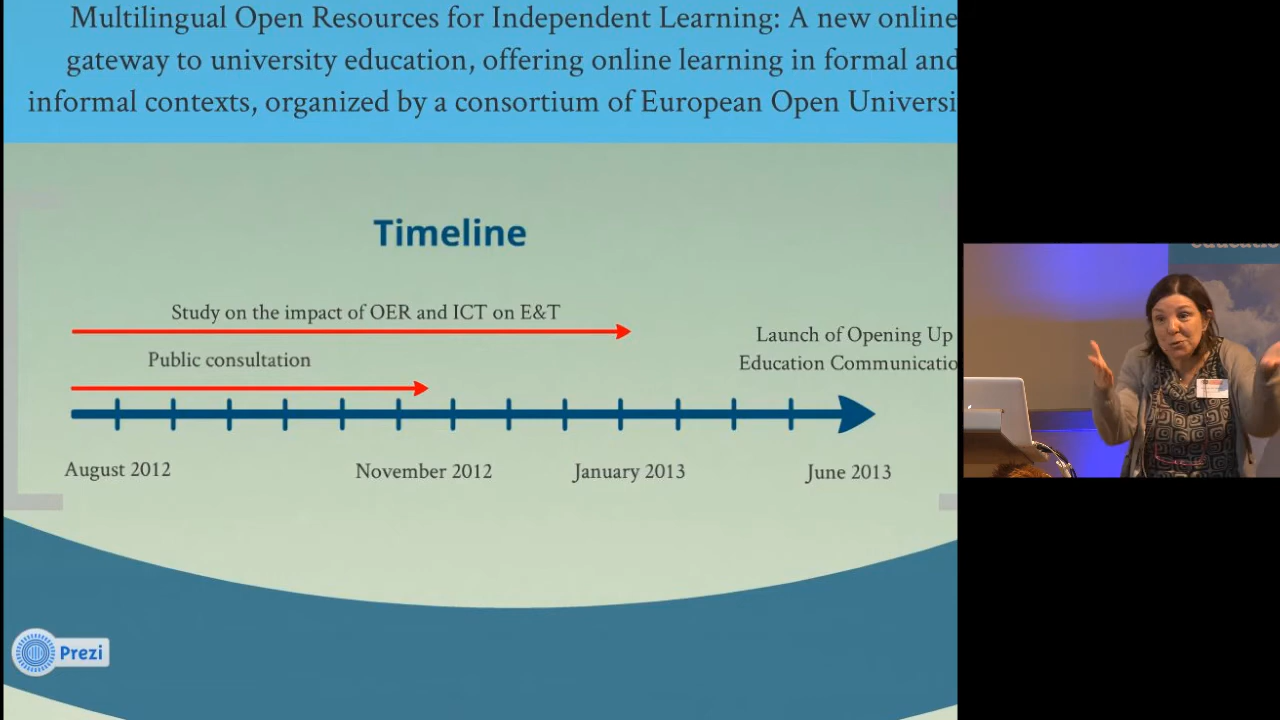 Multilingual Open Resources for Independent Learning: A new online
gateway to university education, offering online learning in formal and
informal contexts, organized by a consortium of European Open Universi
Timeline
Study on the impact of OER and ICT on E&T
Launch of Opening Up
Education Communicatio
Public consultation
August 2012
November 2012
January 2013
June 2013
Prezi
educatio